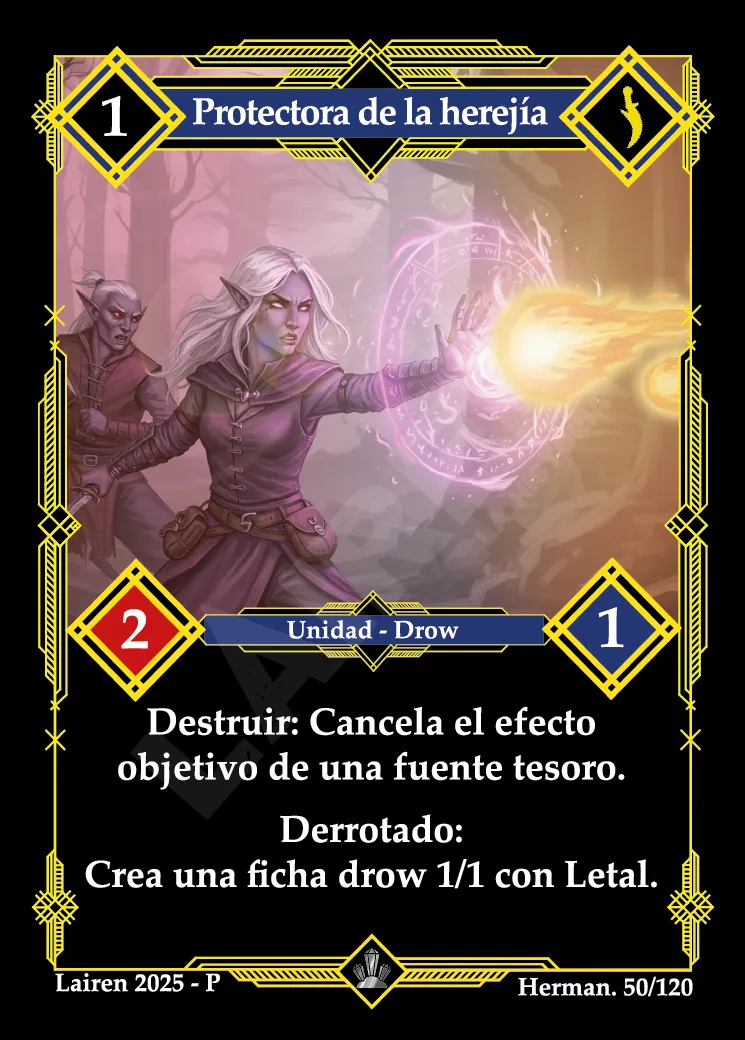 1
Protectora de la herejía
2
Unidad - Drow
1
Destruir: Cancela el efecto
objetivo de una fuente tesoro.
Derrotado:
Crea una ficha drow 1/1 con Letal.
Lairen 2025 - P
Herman. 50/120